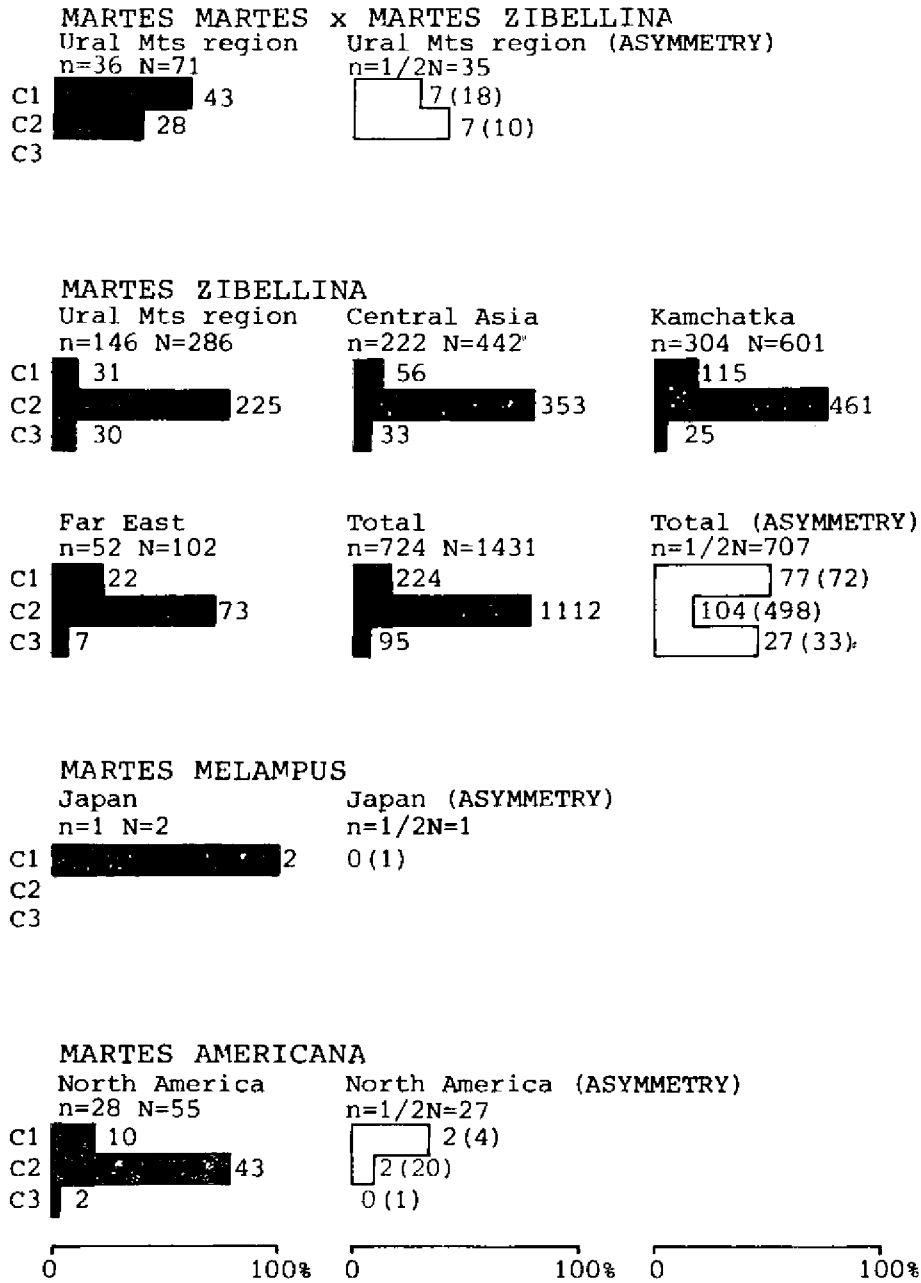 MARTES MARTES x MARTES ZIBELLINA
Ural Mts region Ural Mts region (ASYMMETRY)
n=36 N=71 n=1/2N=35
C1 43 7(18)
C2 28 7(10)
C3
MARTES ZIBELLINA
Ural Mts region Central Asia Kamchatka
n=146 N=286 n=222 N=442 n=304 N=601
C1 31 56 115
C2 225 353 461
C3 30 33 25
Far East Total Total (ASYMMETRY)
n=52 N=102 n=724 N=1431 n=1/2N=707
C1 22 224 77(72)
C2 73 1112 104(498)
C3 7 95 27(33)
MARTES MELAMPUS
Japan Japan (ASYMMETRY)
n=1 N=2 n=1/2N=1
C1 2 0(1)
C2
C3
MARTES AMERICANA
North America North America (ASYMMETRY)
n=28 N=55 n=1/2N=27
C1 10 2(4)
C2 43 2(20)
C3 2 0(1)
0 100% 0 100% 0 100%